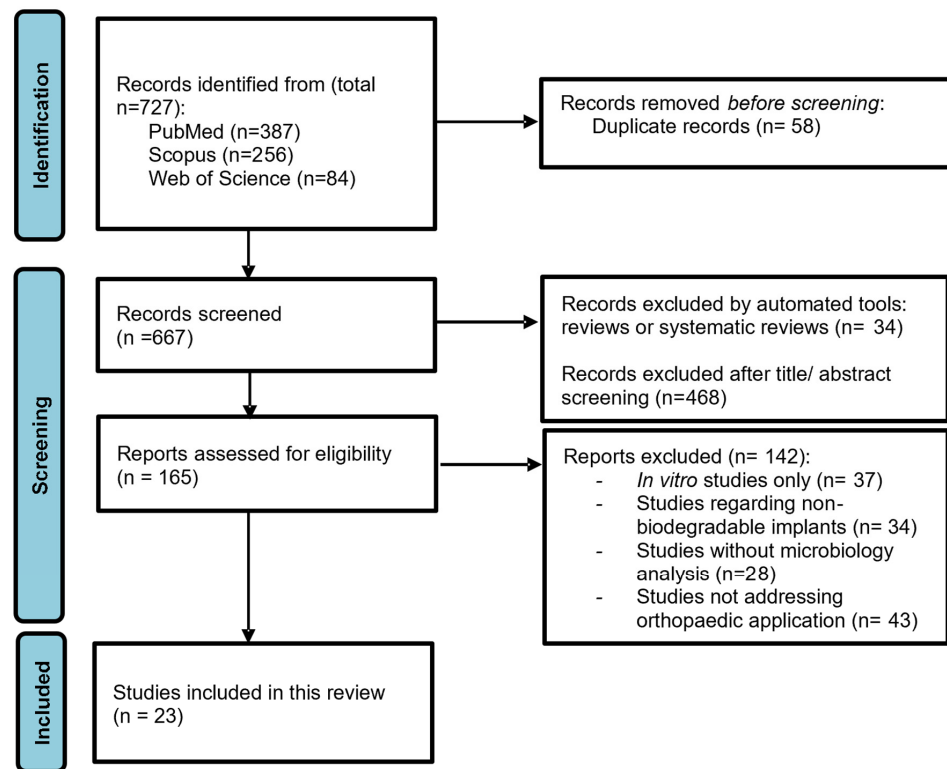 Identification
Records identified from (total
n=727):
PubMed (n=387)
Scopus (n=256)
Web of Science (n=84)
Records removed before screening:
Duplicate records (n= 58)
Screening
Records screened
(n =667)
Records excluded by automated tools:
reviews or systematic reviews (n= 34)
Records excluded after title/ abstract
screening (n=468)
Reports assessed for eligibility
(n = 165)
Reports excluded (n= 142):
- In vitro studies only (n= 37)
- Studies regarding non-
biodegradable implants (n= 34)
- Studies without microbiology
analysis (n=28)
- Studies not addressing
orthopaedic application (n= 43)
Included
Studies included in this review
(n = 23)